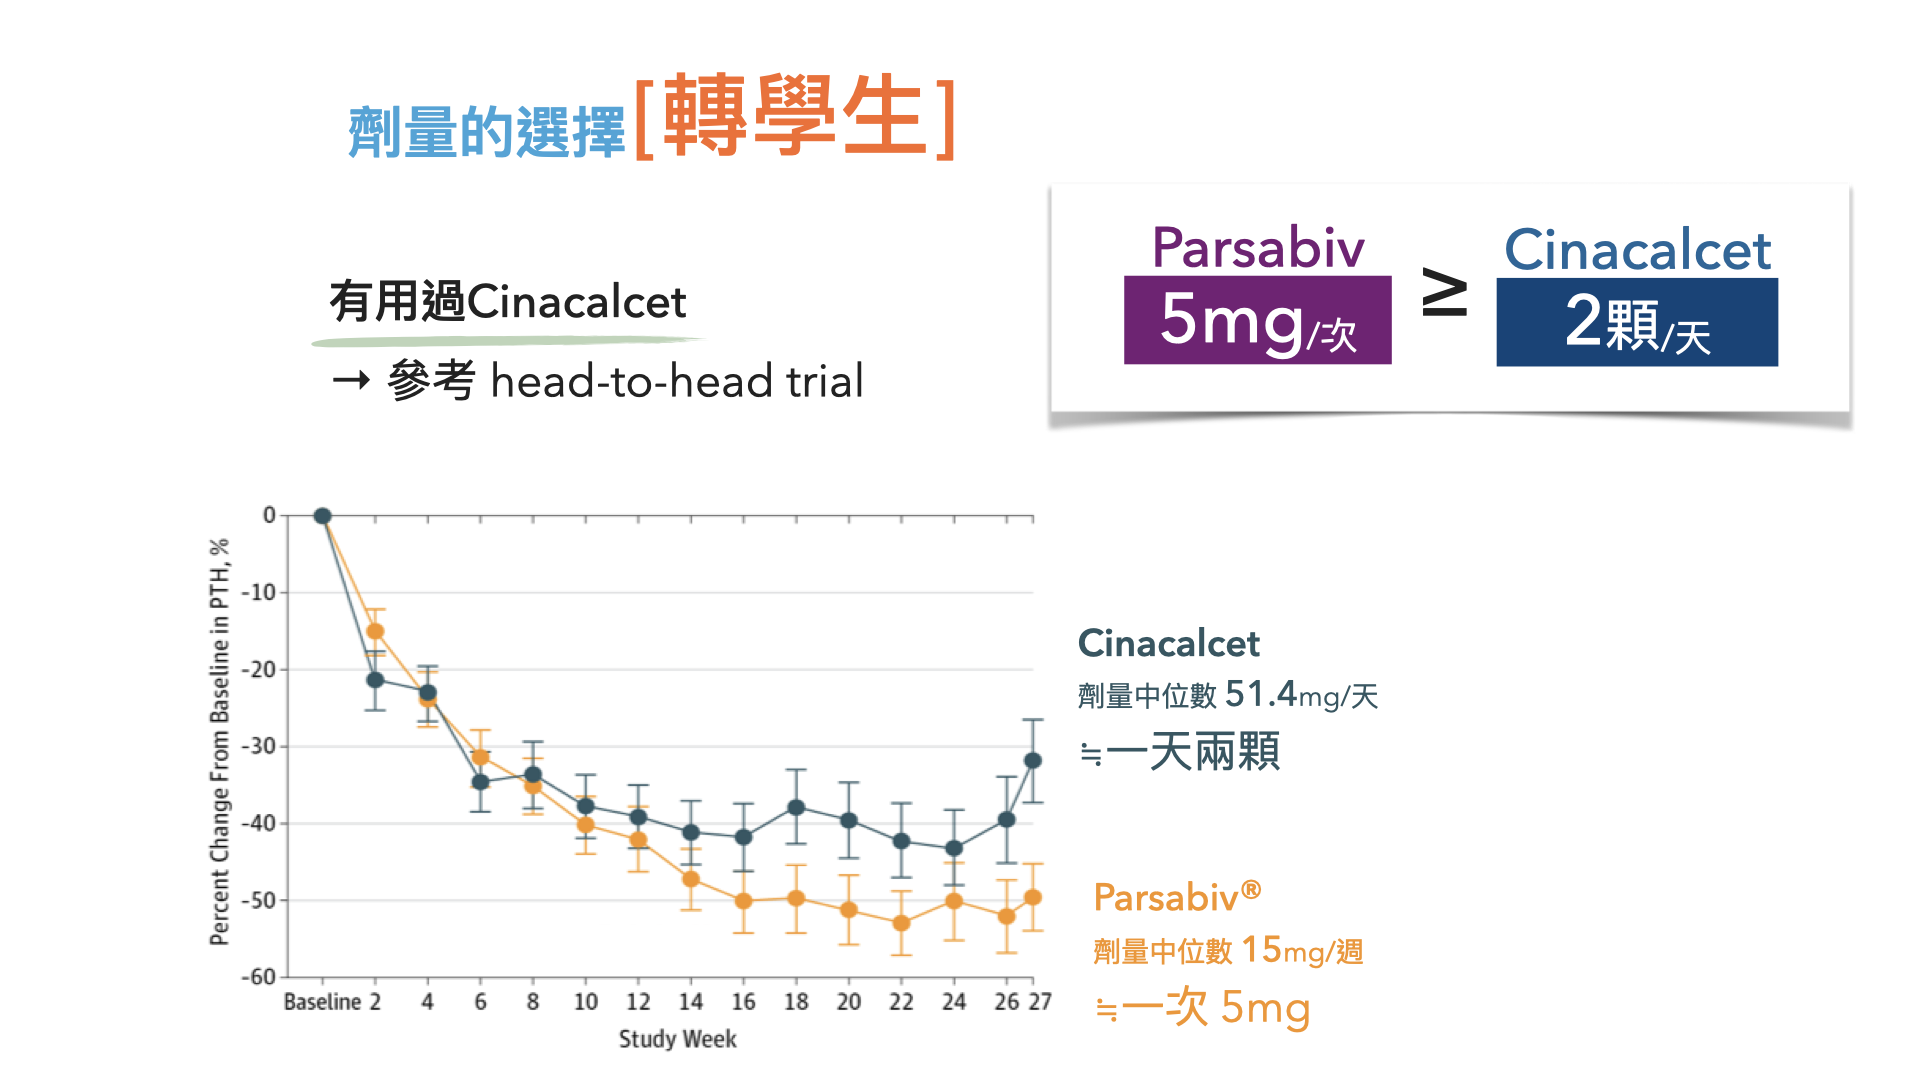 劑量的選擇[轉學生]
有用過Cinacalcet
→ 參考 head-to-head trial
Parsabiv
5mg/次
≥
Cinacalcet
2顆/天
Percent Change From Baseline in PTH, %
0
-10
-20
-30
-40
-50
-60
Baseline 2 4 6 8 10 12 14 16 18 20 22 24 26 27
Study Week
Cinacalcet
劑量中位數 51.4mg/天
≒一天兩顆
Parsabiv®
劑量中位數 15mg/週
≒一次 5mg